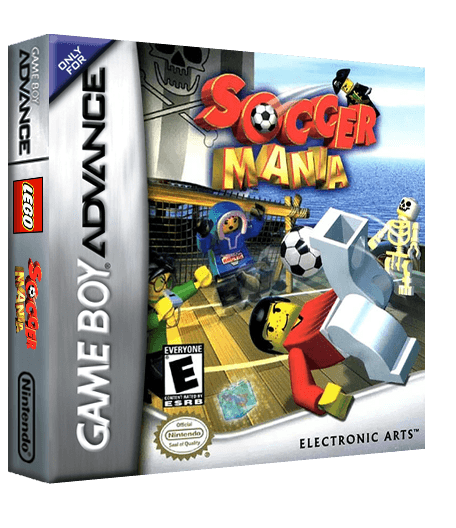 GAME BOY
ADVANCE
LEGO
SOCCER
MANIA
Nintendo
ONLY
FOR
GAME BOY ADVANCE
SOCCER
MANIA
EVERYONE
E
CONTENT RATED BY
ESRB
Official
Nintendo
Seal of Quality
ELECTRONIC ARTS™